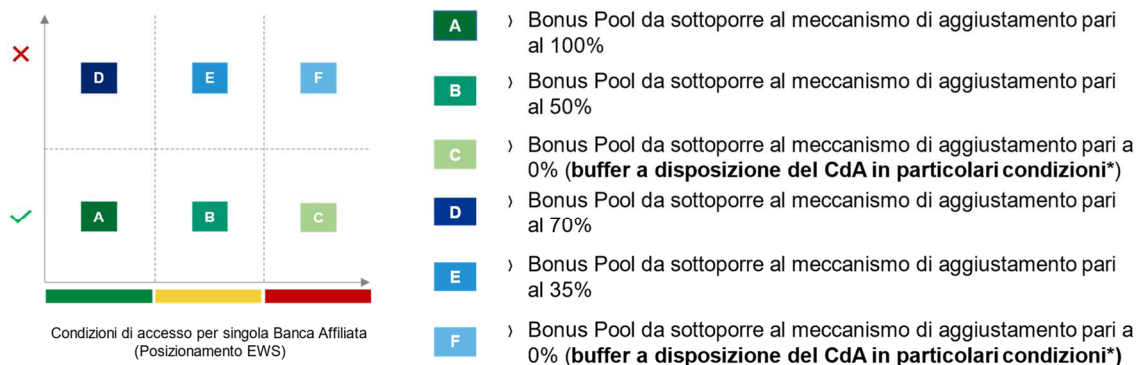 D
E
F
A
B
C
Condizioni di accesso per singola Banca Affiliata
(Posizionamento EWS)
A
› Bonus Pool da sottoporre al meccanismo di aggiustamento pari
al 100%
B
› Bonus Pool da sottoporre al meccanismo di aggiustamento pari
al 50%
C
› Bonus Pool da sottoporre al meccanismo di aggiustamento pari a
0% (buffer a disposizione del CdA in particolari condizioni*)
D
› Bonus Pool da sottoporre al meccanismo di aggiustamento pari
al 70%
E
› Bonus Pool da sottoporre al meccanismo di aggiustamento pari
al 35%
F
› Bonus Pool da sottoporre al meccanismo di aggiustamento pari a
0% (buffer a disposizione del CdA in particolari condizioni*)